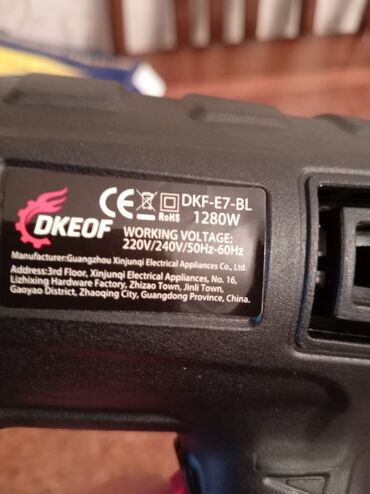 DKEOF
CE RoHS DKF-E7-BL
1280W
WORKING VOLTAGE:
220V/240V/50Hz-60Hz
Manufacturer:Guangzhou Xinjunqi Electrical Appliances Co., Ltd.
Address:3rd Floor, Xinjunqi Electrical Appliances, No. 16,
Lizhixing Hardware Factory, Zhizao Town, Jinli Town,
Gaoyao District, Zhaoqing City, Guangdong Province, China.